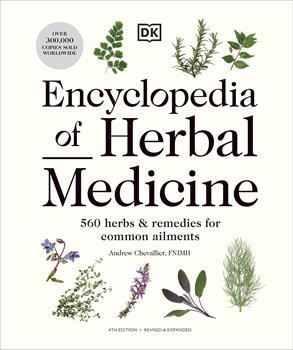 OVER
300,000
COPIES SOLD
WORLDWIDE
DK
Encyclopedia
of Herbal
Medicine
560 herbs & remedies for
common ailments
Andrew Chevallier, FNIMH
4TH EDITION • REVISED & EXPANDED